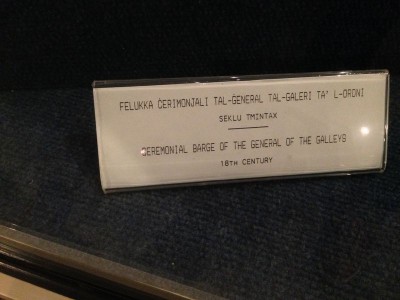 FELUKKA ĊERIMONJALI TAL-ĠENERAL TAL-GALERI TA' L-ORDNI
SEKLU TMINTAX
CEREMONIAL BARGE OF THE GENERAL OF THE GALLEYS
18TH CENTURY